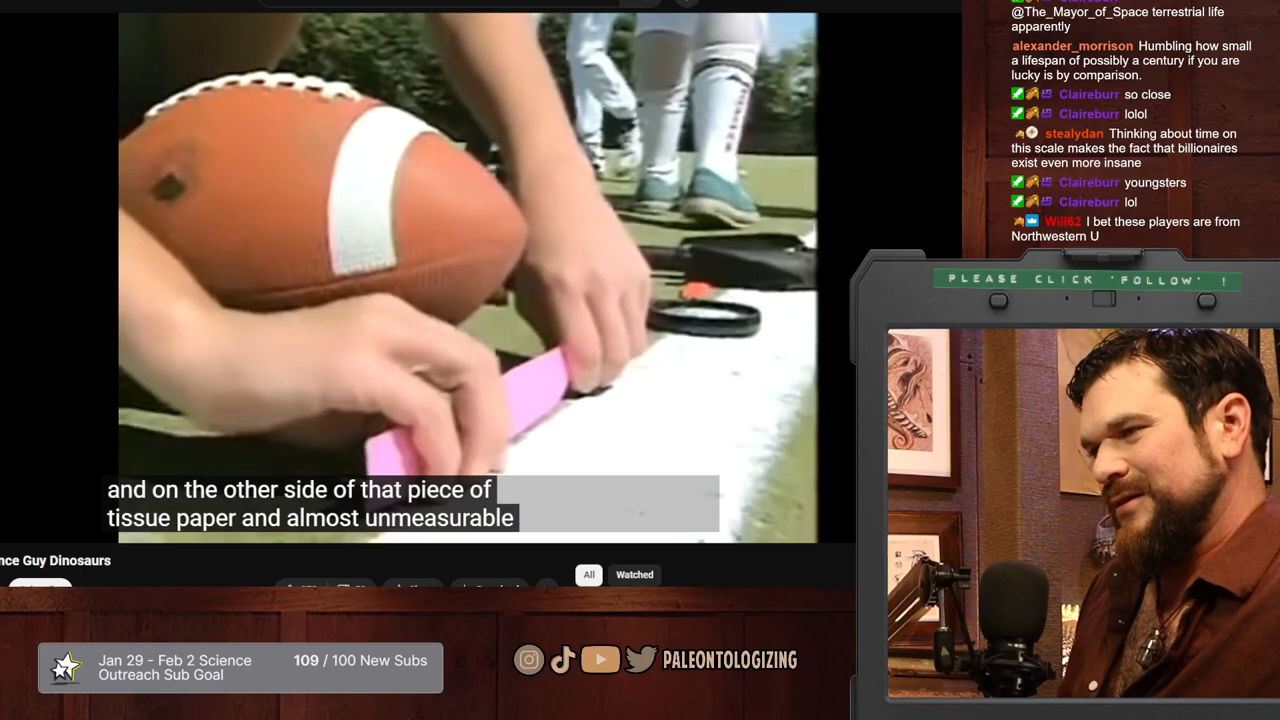 @The_Mayor_of_Space terrestrial life
apparently
alexander_morrison Humbling how small
a lifespan of possibly a century if you are
lucky is by comparison.
Claireburr so close
Claireburr lolol
stealydan Thinking about time on
this scale makes the fact that billionaires
exist even more insane
Claireburr youngsters
Claireburr lol
Will62 I bet these players are from
Northwestern U
PLEASE CLICK 'FOLLOW' !
and on the other side of that piece of
tissue paper and almost unmeasurable
nce Guy Dinosaurs
All Watched
Jan 29 - Feb 2 Science
Outreach Sub Goal
109 / 100 New Subs
PALEONTOLOGIZING